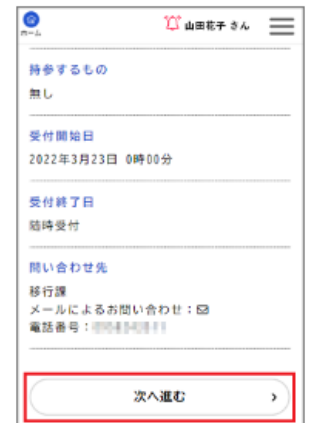 ホーム
山田花子 さん
持参するもの
無し
受付開始日
2022年3月23日 0時00分
受付終了日
随時受付
問い合わせ先
移行課
メールによるお問い合わせ：
電話番号：
次へ進む